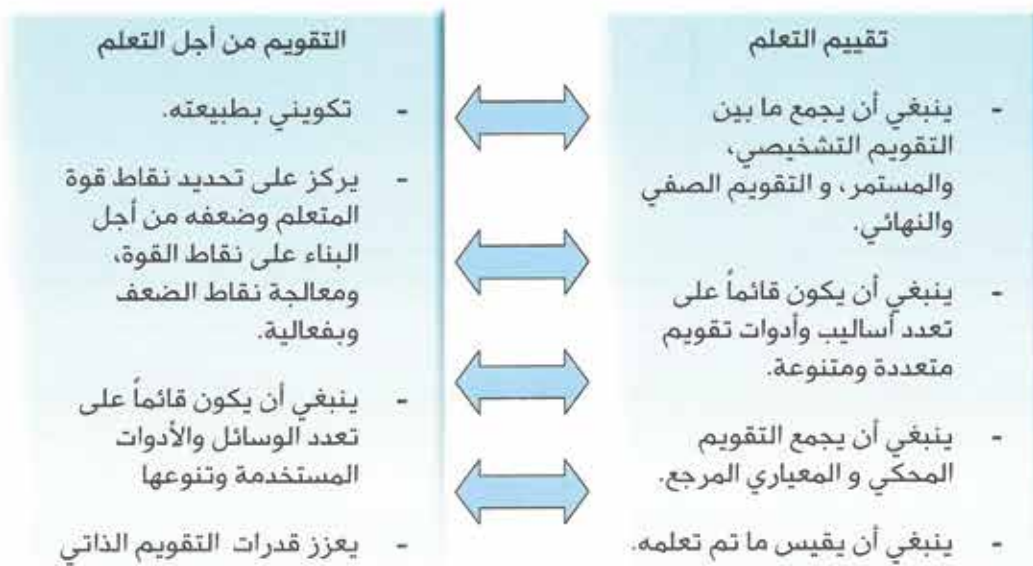 تقييم التعلم
- ينبغي أن يجمع ما بين
التقويم التشخيصي،
والمستمر، و التقويم الصفي
والنهائي.
- ينبغي أن يكون قائماً على
تعدد أساليب وأدوات تقويم
متعددة ومتنوعة.
- ينبغي أن يجمع التقويم
المحكي و المعياري المرجع.
- ينبغي أن يقيس ما تم تعلمه.
التقويم من أجل التعلم
- تكويني بطبيعته.
- يركز على تحديد نقاط قوة
المتعلم وضعفه من أجل
البناء على نقاط القوة،
ومعالجة نقاط الضعف
وبفعالية.
- ينبغي أن يكون قائماً على
تعدد الوسائل والأدوات
المستخدمة وتنوعها
- يعزز قدرات التقويم الذاتي